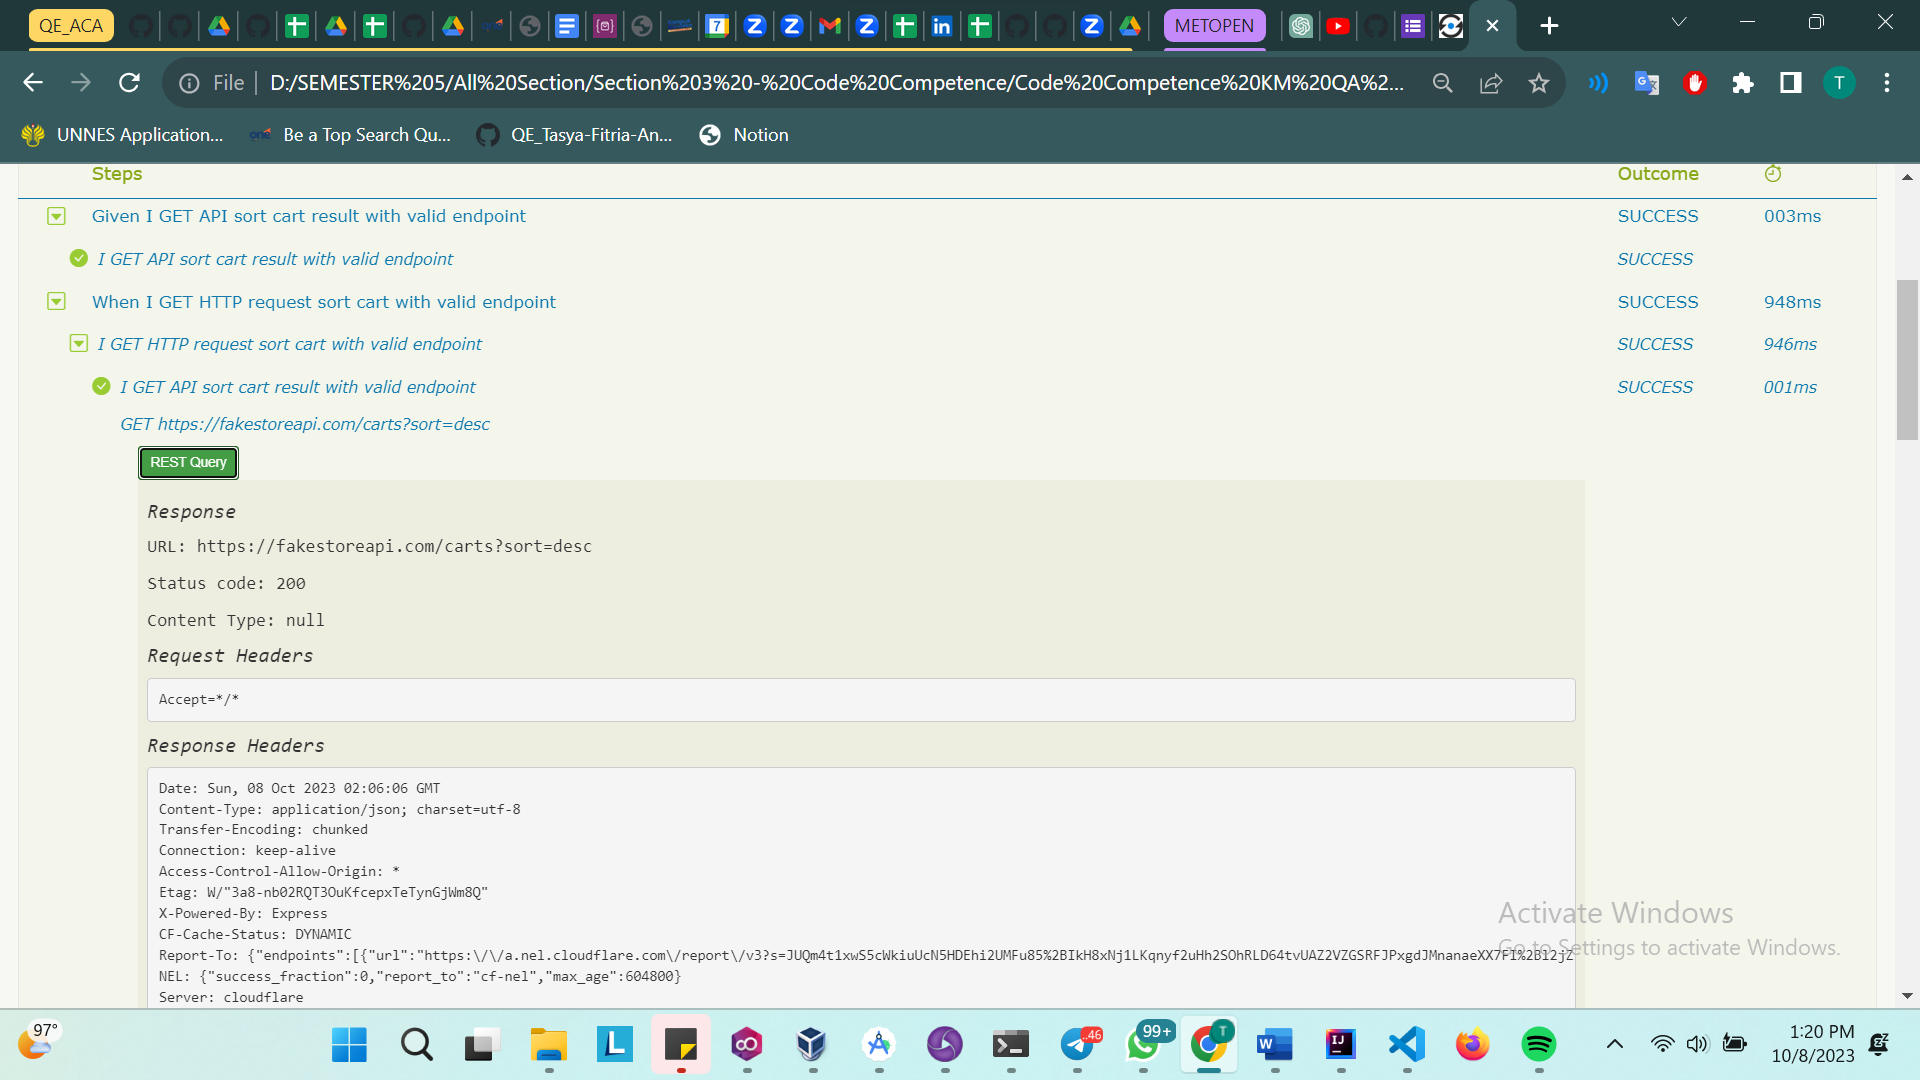 QE_ACA
METOPEN
File
D:/SEMESTER%205/All%20Section/Section%203%20-%20Code%20Competence/Code%20Competence%20KM%20QA%2...
T
UNNES Application...
Be a Top Search Qu...
QE_Tasya-Fitria-An...
Notion
Steps Outcome
Given I GET API sort cart result with valid endpoint SUCCESS 003ms
I GET API sort cart result with valid endpoint SUCCESS
When I GET HTTP request sort cart with valid endpoint SUCCESS 948ms
I GET HTTP request sort cart with valid endpoint SUCCESS 946ms
I GET API sort cart result with valid endpoint SUCCESS 001ms
GET https://fakestoreapi.com/carts?sort=desc
REST Query
Response
URL: https://fakestoreapi.com/carts?sort=desc
Status code: 200
Content Type: null
Request Headers
Accept=*/*
Response Headers
Date: Sun, 08 Oct 2023 02:06:06 GMT
Content-Type: application/json; charset=utf-8
Transfer-Encoding: chunked
Connection: keep-alive
Access-Control-Allow-Origin: *
Etag: W/"3a8-nb02RQT3OuKfcepxTeTynGjWm8Q"
X-Powered-By: Express
CF-Cache-Status: DYNAMIC
Report-To: {"endpoints":[{"url":"https:\/\/a.nel.cloudflare.com\/report\/v3?s=JUQm4t1xwS5cWkiuUcN5HDEhi2UMFu85%2BIkH8xNj1LKqnyf2uHh2SOhRLD64tvUAZ2VZGSRFJPxgdJMnanaeXX7FI%2Bl2jZ
NEL: {"success_fraction":0,"report_to":"cf-nel","max_age":604800}
Server: cloudflare
Activate Windows
Go to Settings to activate Windows.
97°
46
99+
T
1:20 PM
10/8/2023